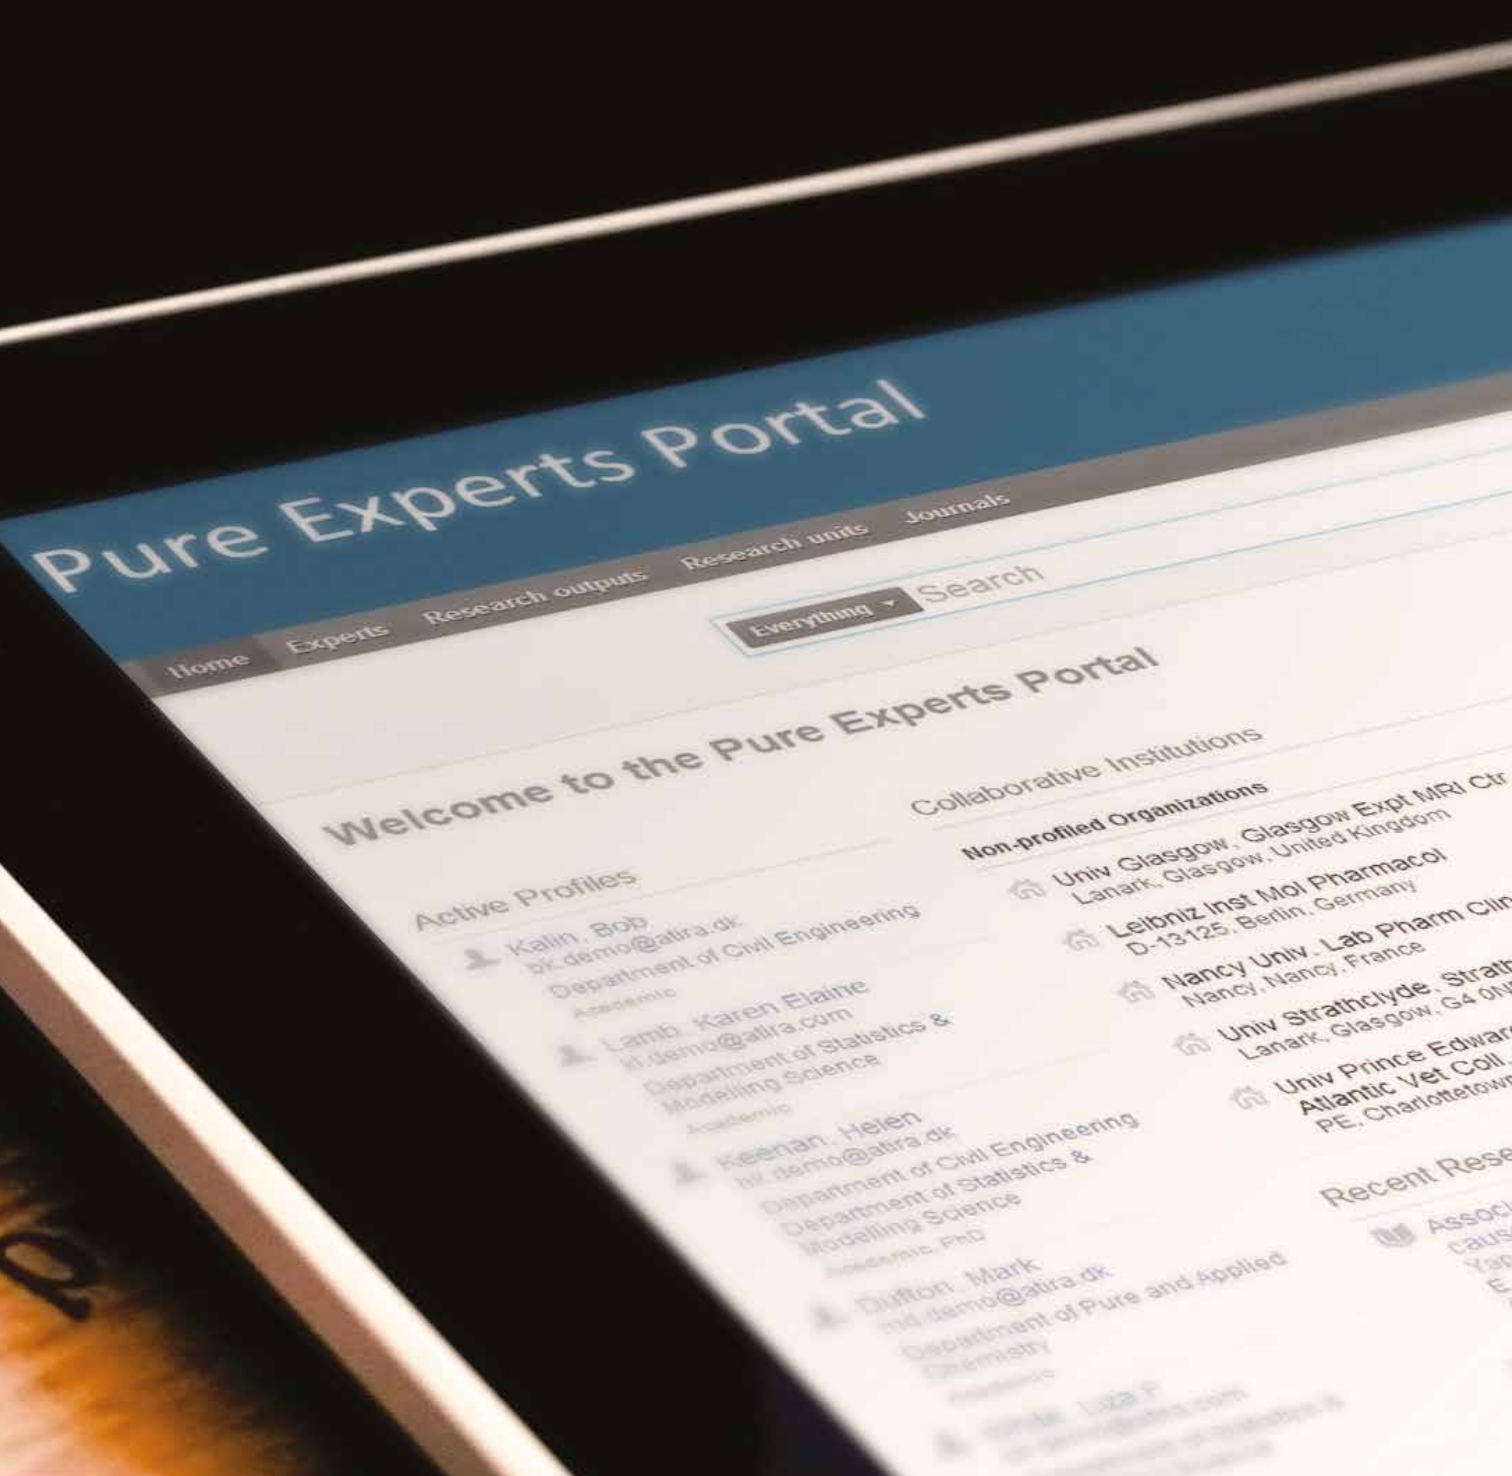 Pure Experts Portal
Home Experts Research outputs Research units Journals
Everything Search
Welcome to the Pure Experts Portal
Active Profiles
Kalin, Bob
bk.demo@atira.dk
Department of Civil Engineering
Academic
Lamb, Karen Elaine
kl.demo@atira.com
Department of Statistics &
Modelling Science
Academic
Keenan, Helen
hk.demo@atira.dk
Department of Civil Engineering
Department of Statistics &
Modelling Science
Academic, PhD
Dufton, Mark
md.demo@atira.dk
Department of Pure and Applied
Chemistry
Academic
Collaborative Institutions
Non-profiled Organizations
Univ Glasgow, Glasgow Expt MRI Ctr
Lanark, Glasgow, United Kingdom
Leibniz Inst Mol Pharmacol
D-13125, Berlin, Germany
Nancy Univ, Lab Pharm Clin
Nancy, Nancy, France
Univ Strathclyde, Strath
Lanark, Glasgow, G4 0N
Univ Prince Edwar
Atlantic Vet Coll,
PE, Charlottetown
Recent Rese
Associ
caus